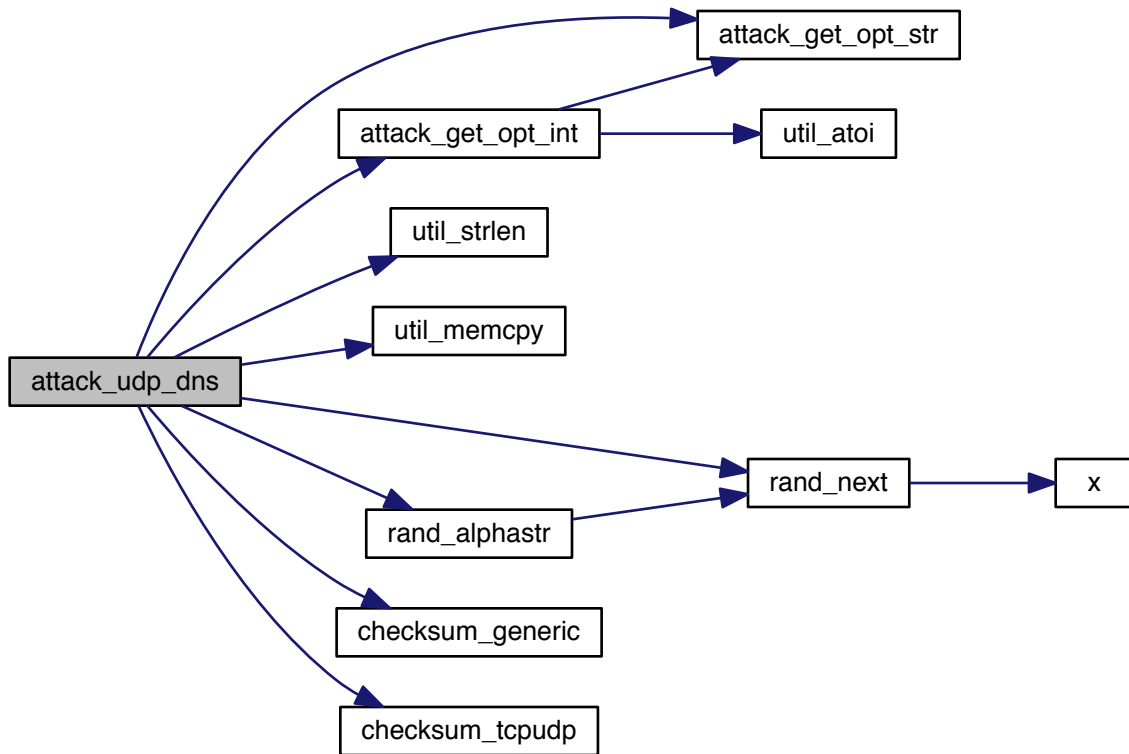 attack_get_opt_str
attack_get_opt_int
util_atoi
util_strlen
util_memcpy
attack_udp_dns
rand_next
x
rand_alphastr
checksum_generic
checksum_tcpudp